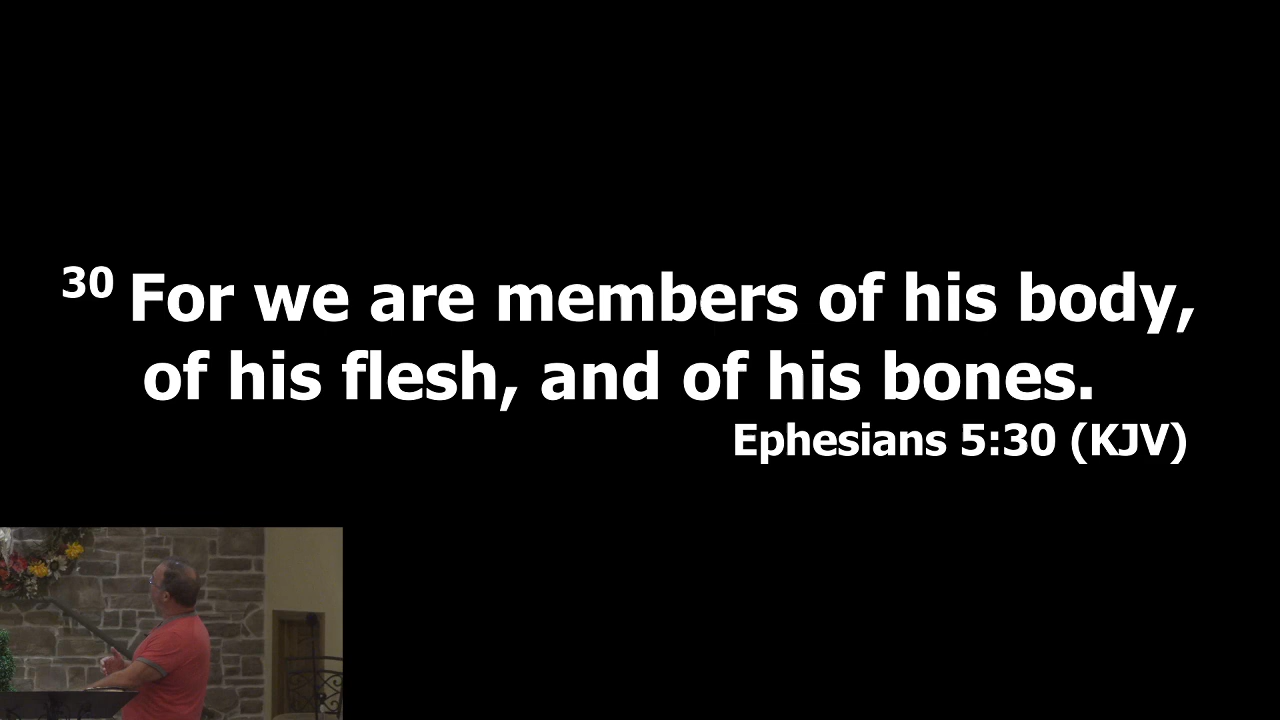 30 For we are members of his body,
of his flesh, and of his bones.
Ephesians 5:30 (KJV)